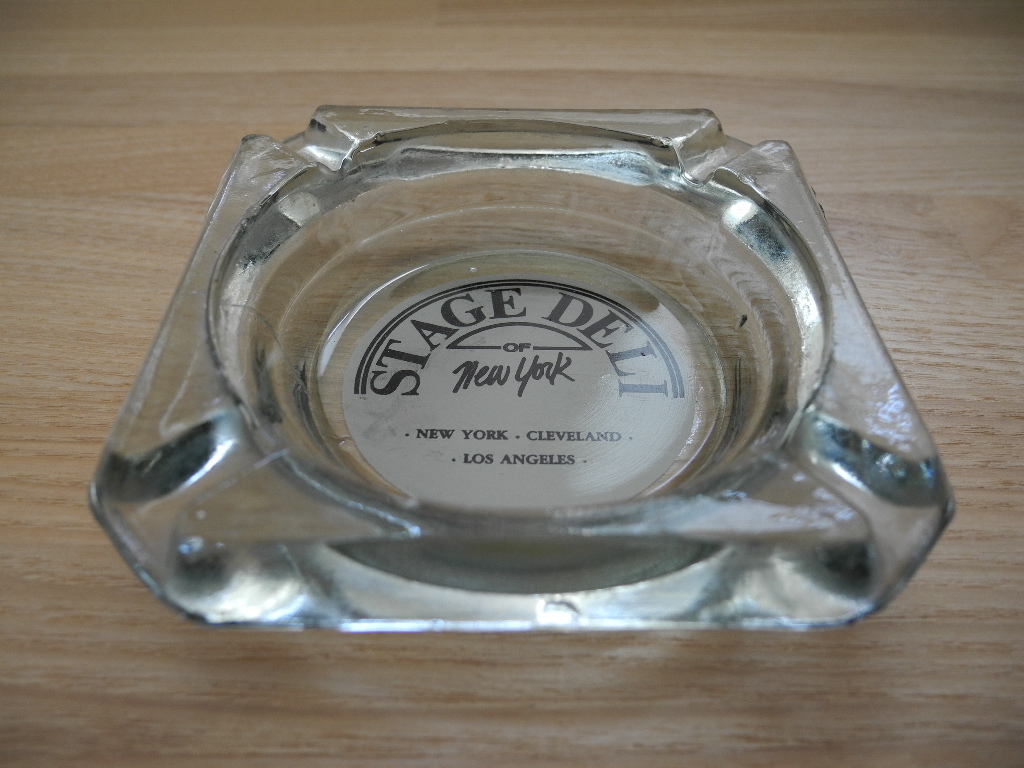 STAGE DELI
OF
New York
· NEW YORK · CLEVELAND ·
· LOS ANGELES ·